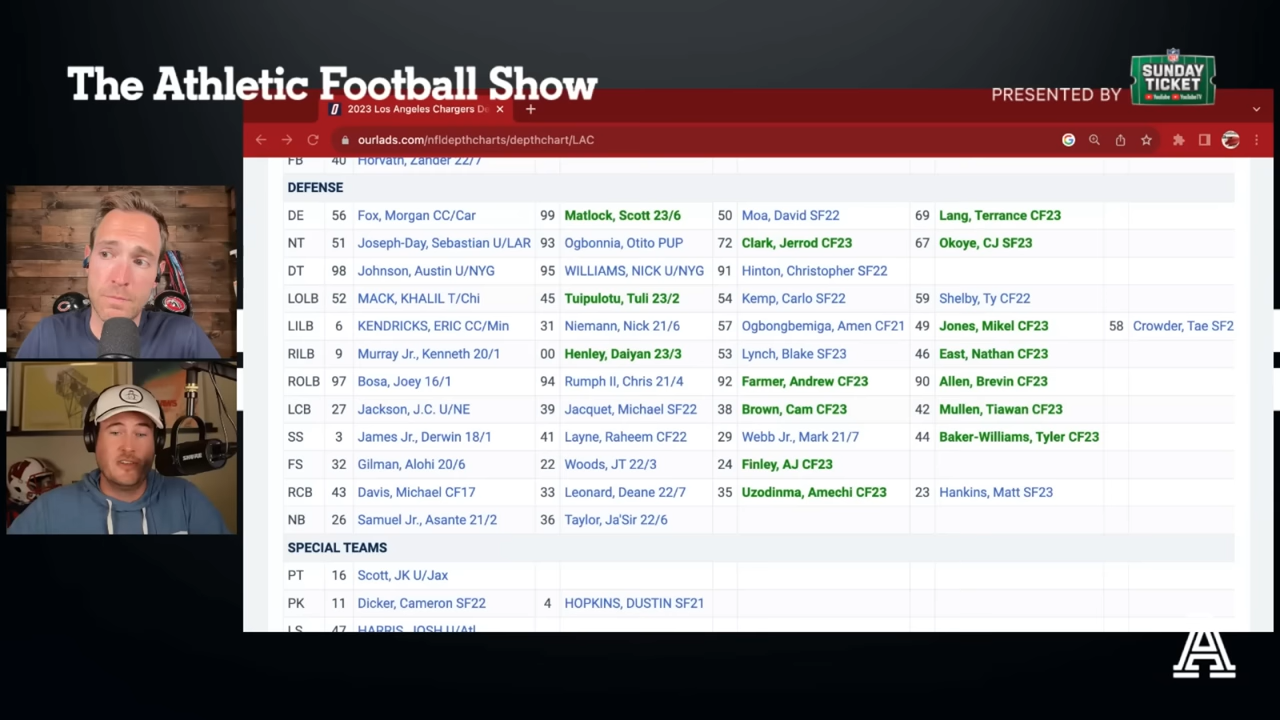 The Athletic Football Show
PRESENTED BY
NFL
SUNDAY
TICKET
YouTube YouTubeTV
2023 Los Angeles Chargers De
ourlads.com/nfldepthcharts/depthchart/LAC
FB 40 Horvath, Zander 22/7
DEFENSE
DE 56 Fox, Morgan CC/Car 99 Matlock, Scott 23/6 50 Moa, David SF22 69 Lang, Terrance CF23
NT 51 Joseph-Day, Sebastian U/LAR 93 Ogbonnia, Otito PUP 72 Clark, Jerrod CF23 67 Okoye, CJ SF23
DT 98 Johnson, Austin U/NYG 95 WILLIAMS, NICK U/NYG 91 Hinton, Christopher SF22
LOLB 52 MACK, KHALIL T/Chi 45 Tuipulotu, Tuli 23/2 54 Kemp, Carlo SF22 59 Shelby, Ty CF22
LILB 6 KENDRICKS, ERIC CC/Min 31 Niemann, Nick 21/6 57 Ogbongbemiga, Amen CF21 49 Jones, Mikel CF23 58 Crowder, Tae SF2
RILB 9 Murray Jr., Kenneth 20/1 00 Henley, Daiyan 23/3 53 Lynch, Blake SF23 46 East, Nathan CF23
ROLB 97 Bosa, Joey 16/1 94 Rumph II, Chris 21/4 92 Farmer, Andrew CF23 90 Allen, Brevin CF23
LCB 27 Jackson, J.C. U/NE 39 Jacquet, Michael SF22 38 Brown, Cam CF23 42 Mullen, Tiawan CF23
SS 3 James Jr., Derwin 18/1 41 Layne, Raheem CF22 29 Webb Jr., Mark 21/7 44 Baker-Williams, Tyler CF23
FS 32 Gilman, Alohi 20/6 22 Woods, JT 22/3 24 Finley, AJ CF23
RCB 43 Davis, Michael CF17 33 Leonard, Deane 22/7 35 Uzodinma, Amechi CF23 23 Hankins, Matt SF23
NB 26 Samuel Jr., Asante 21/2 36 Taylor, Ja'Sir 22/6
SPECIAL TEAMS
PT 16 Scott, JK U/Jax
PK 11 Dicker, Cameron SF22 4 HOPKINS, DUSTIN SF21
LS 47 HARRIS, JOSH U/Atl
SHURE
A